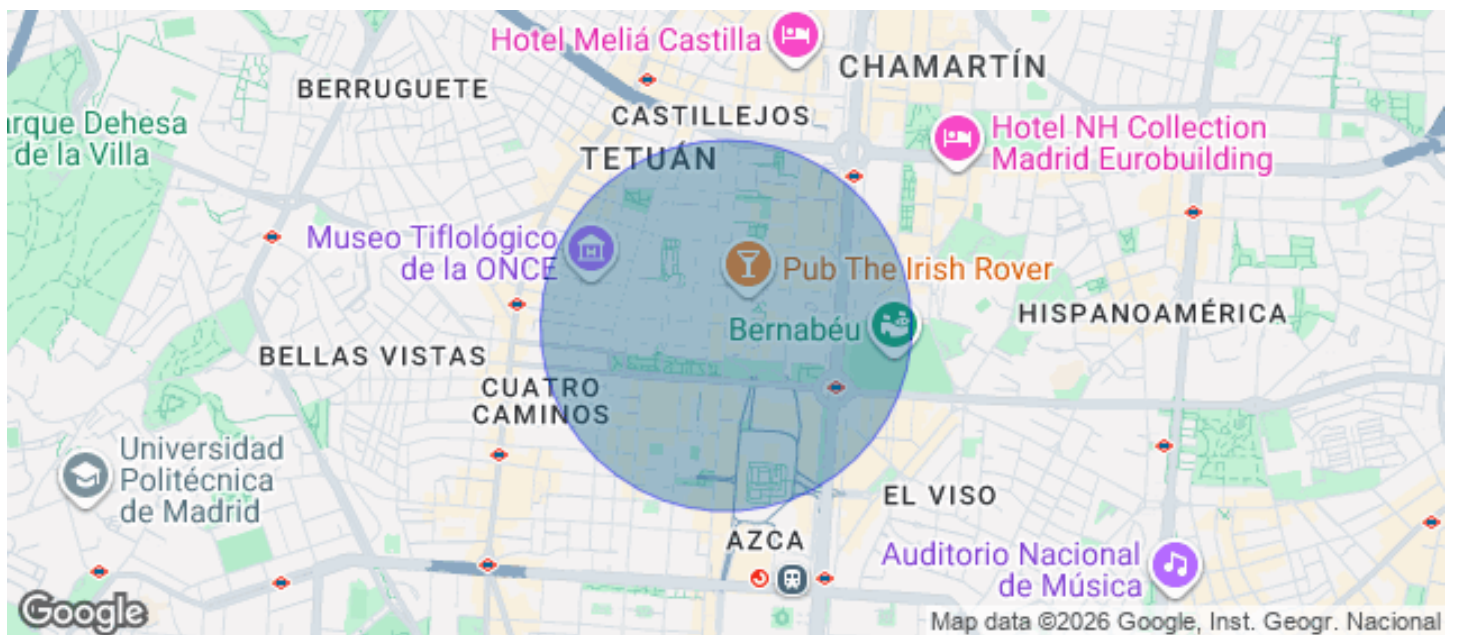 Hotel Meliá Castilla
CHAMARTÍN
BERRUGUETE
CASTILLEJOS
arque Dehesa
de la Villa
Hotel NH Collection
Madrid Eurobuilding
TETUÁN
Museo Tiflológico
de la ONCE
Pub The Irish Rover
Bernabéu
HISPANOAMÉRICA
BELLAS VISTAS
CUATRO
CAMINOS
Universidad
Politécnica
de Madrid
EL VISO
AZCA
Auditorio Nacional
de Música
Google
Map data ©2026 Google, Inst. Geogr. Nacional